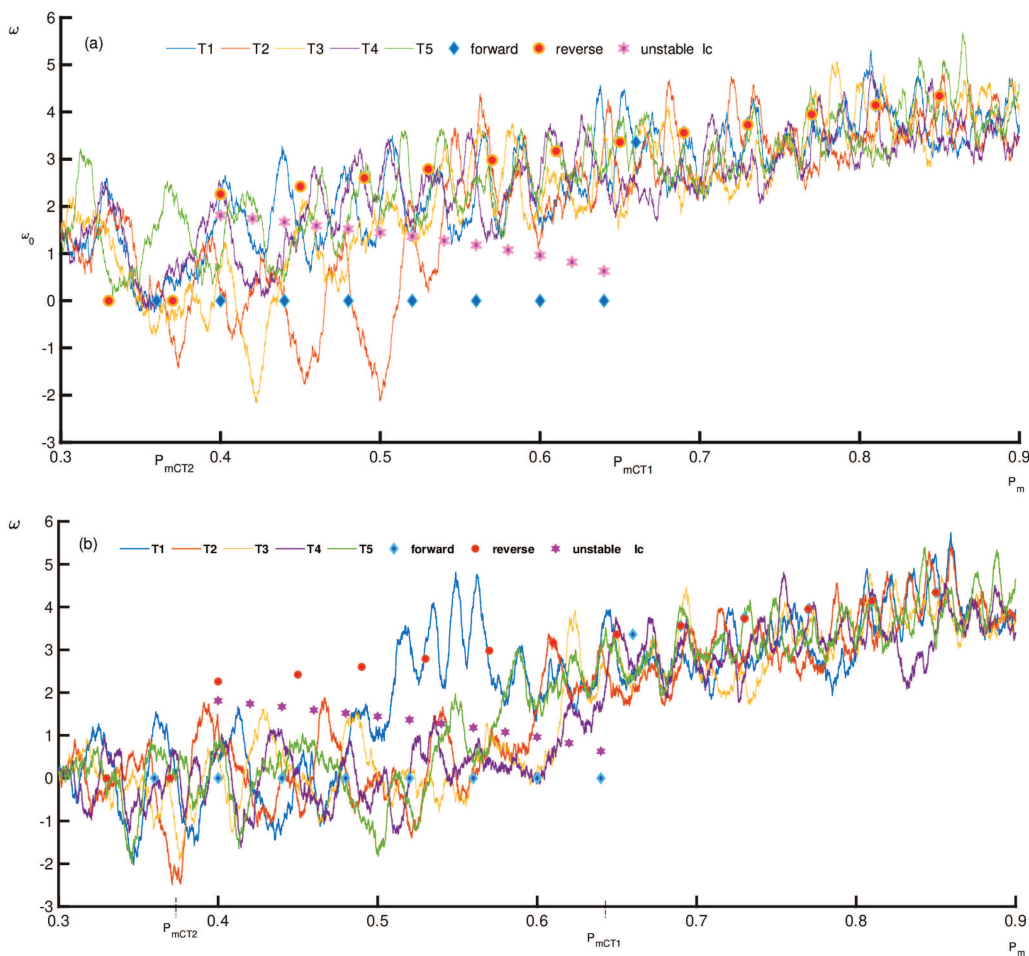 ω
6
(a)
T1 T2 T3 T4 T5 forward reverse unstable lc
5
4
3
2
ω₀
1
0
-1
-2
-3
0.3 0.4 0.5 0.6 0.7 0.8 0.9
PmCT2 PmCT1
Pm
ω
6
(b)
T1 T2 T3 T4 T5 forward reverse unstable lc
5
4
3
2
1
0
-1
-2
-3
0.3 0.4 0.5 0.6 0.7 0.8 0.9
PmCT2 PmCT1
Pm